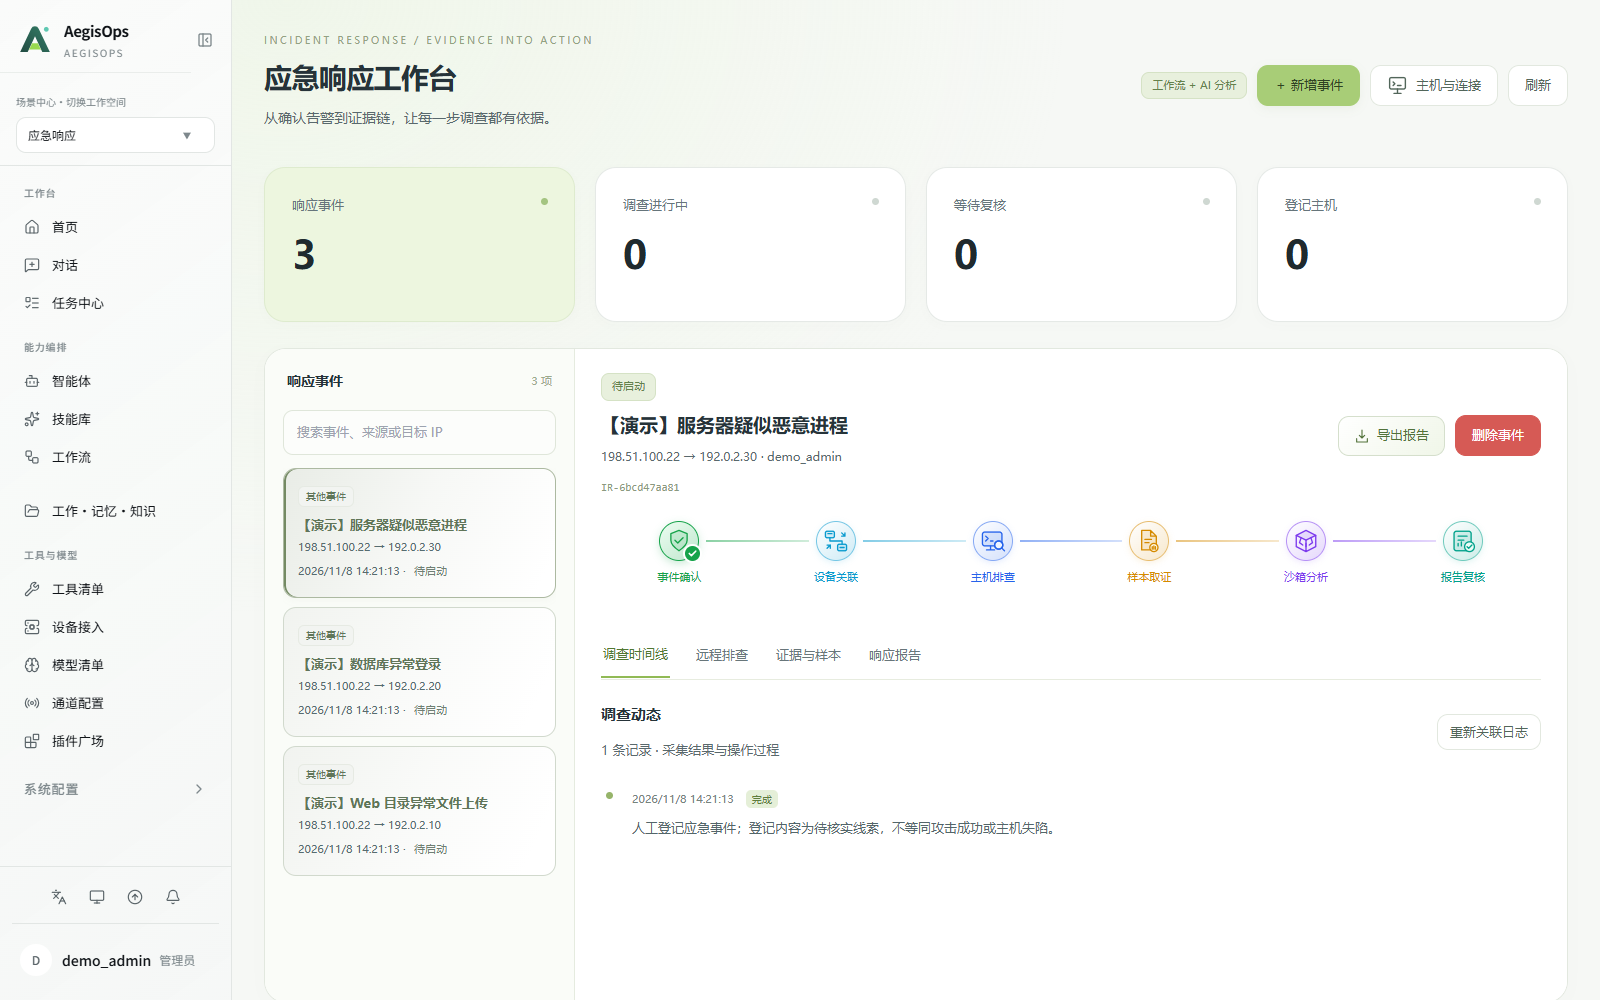 AegisOps
AEGISOPS
场景中心・切换工作空间
应急响应 ▼
工作台
首页
对话
任务中心
能力编排
智能体
技能库
工作流
工作・记忆・知识
工具与模型
工具清单
设备接入
模型清单
通道配置
插件广场
系统配置
D demo_admin 管理员
INCIDENT RESPONSE / EVIDENCE INTO ACTION
应急响应工作台
从确认告警到证据链，让每一步调查都有依据。
工作流 + AI 分析
+ 新增事件
主机与连接
刷新
响应事件
3
调查进行中
0
等待复核
0
登记主机
0
响应事件 3 项
搜索事件、来源或目标 IP
其他事件
【演示】服务器疑似恶意进程
198.51.100.22 → 192.0.2.30
2026/11/8 14:21:13 · 待启动
其他事件
【演示】数据库异常登录
198.51.100.22 → 192.0.2.20
2026/11/8 14:21:13 · 待启动
其他事件
【演示】Web 目录异常文件上传
198.51.100.22 → 192.0.2.10
2026/11/8 14:21:13 · 待启动
待启动
【演示】服务器疑似恶意进程
198.51.100.22 → 192.0.2.30 · demo_admin
IR-6bcd47aa81
导出报告
删除事件
事件确认
设备关联
主机排查
样本取证
沙箱分析
报告复核
调查时间线 远程排查 证据与样本 响应报告
调查动态
1 条记录 · 采集结果与操作过程
重新关联日志
2026/11/8 14:21:13 完成
人工登记应急事件；登记内容为待核实线索，不等同攻击成功或主机失陷。